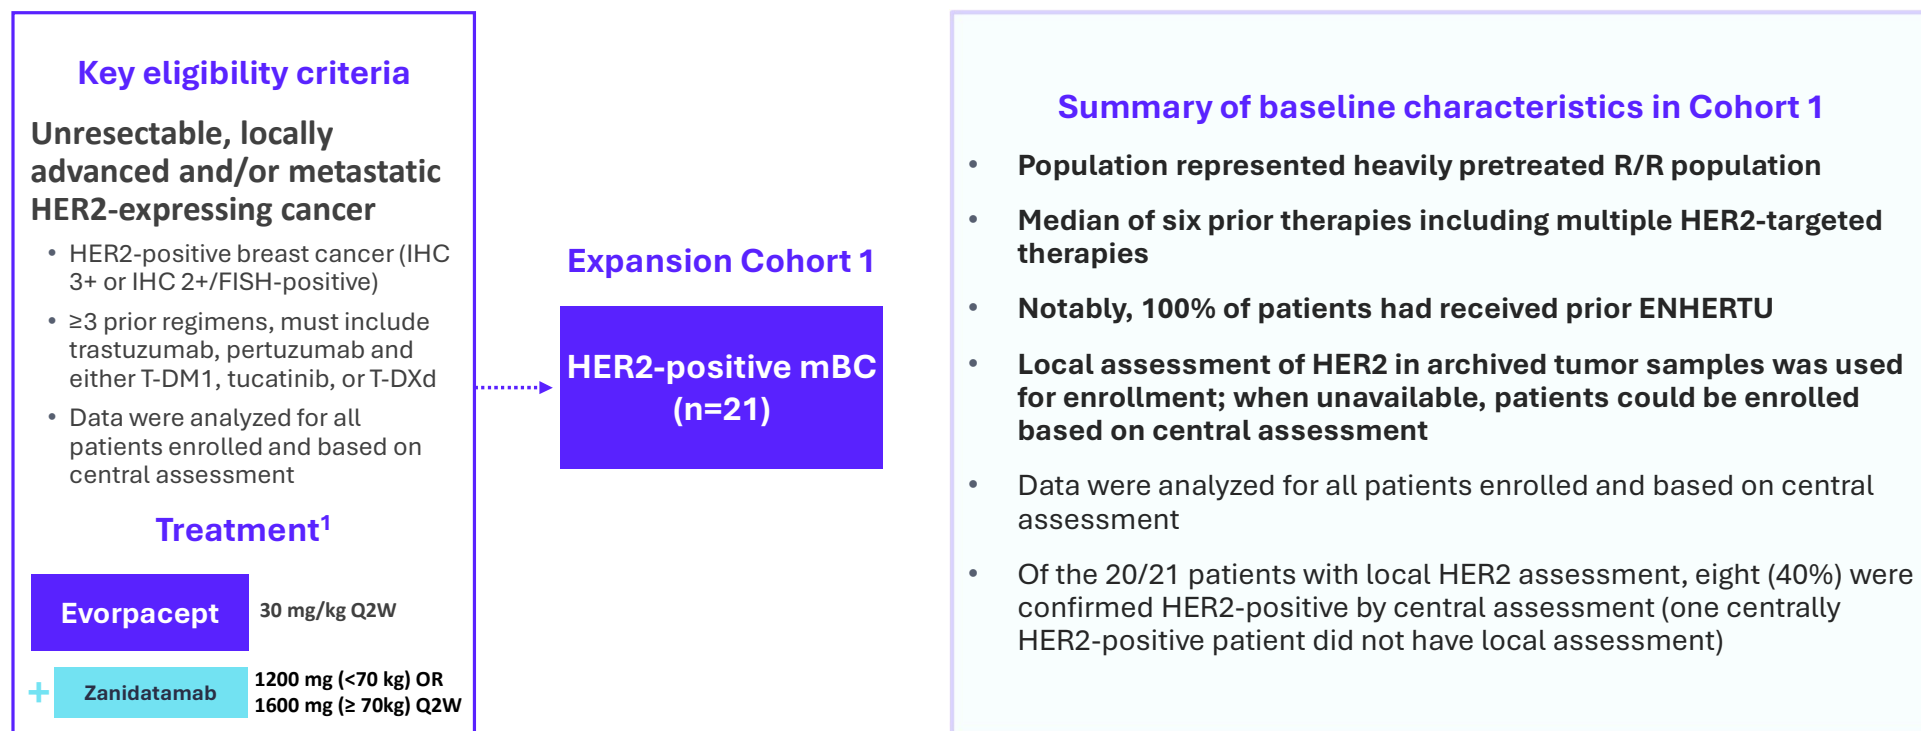 Key eligibility criteria
Unresectable, locally
advanced and/or metastatic
HER2-expressing cancer
• HER2-positive breast cancer (IHC
3+ or IHC 2+/FISH-positive)
• ≥3 prior regimens, must include
trastuzumab, pertuzumab and
either T-DM1, tucatinib, or T-DXd
• Data were analyzed for all
patients enrolled and based on
central assessment
Treatment¹
Evorpacept
30 mg/kg Q2W
+
Zanidatamab
1200 mg (<70 kg) OR
1600 mg (≥ 70kg) Q2W
Expansion Cohort 1
HER2-positive mBC
(n=21)
Summary of baseline characteristics in Cohort 1
• Population represented heavily pretreated R/R population
• Median of six prior therapies including multiple HER2-targeted
therapies
• Notably, 100% of patients had received prior ENHERTU
• Local assessment of HER2 in archived tumor samples was used
for enrollment; when unavailable, patients could be enrolled
based on central assessment
• Data were analyzed for all patients enrolled and based on central
assessment
• Of the 20/21 patients with local HER2 assessment, eight (40%) were
confirmed HER2-positive by central assessment (one centrally
HER2-positive patient did not have local assessment)